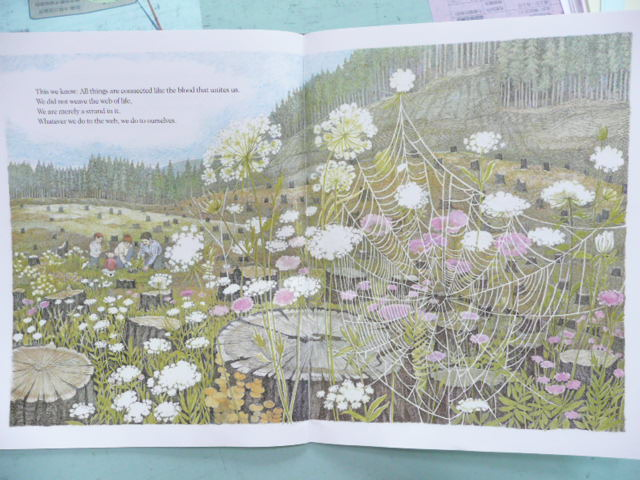 This we know: All things are connected like the blood that unites us.
We did not weave the web of life,
We are merely a strand in it.
Whatever we do to the web, we do to ourselves.